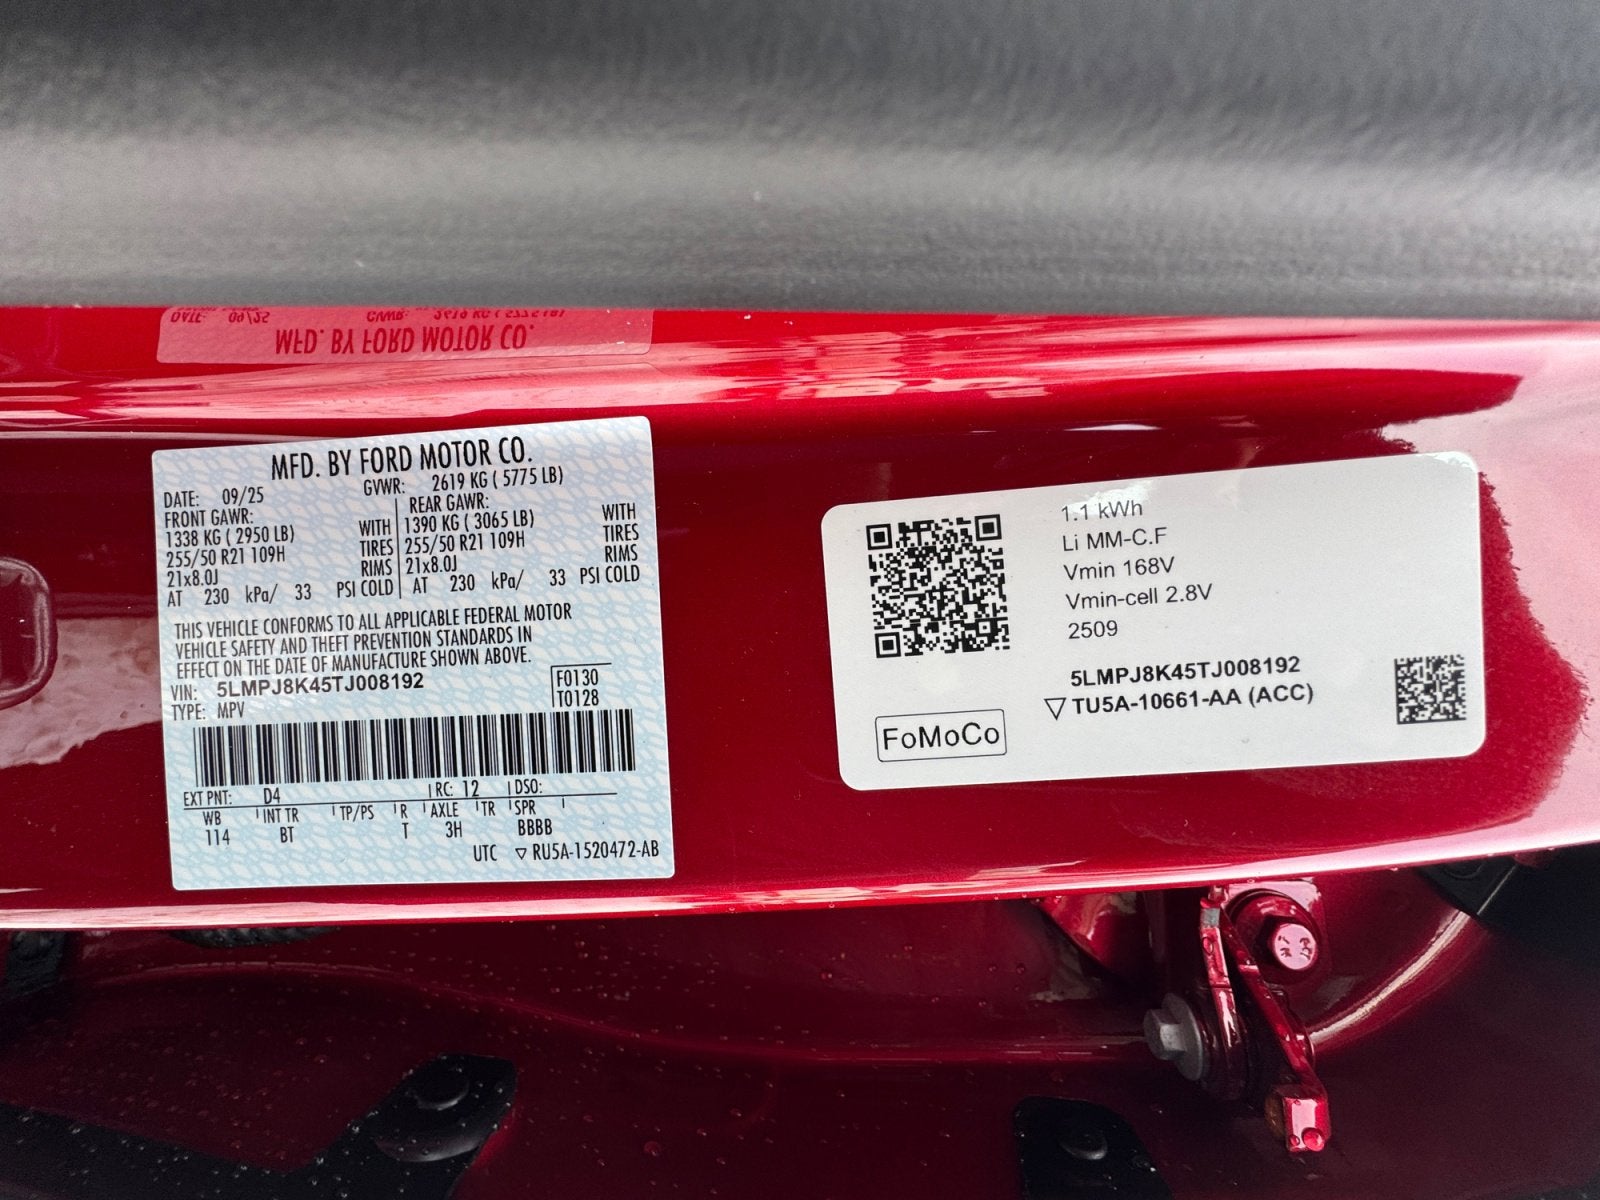 MFD. BY FORD MOTOR CO.
DATE: 09/25 GVWR: 2619 KG ( 5775 LB)
FRONT GAWR: REAR GAWR:
1338 KG ( 2950 LB) WITH 1390 KG ( 3065 LB) WITH
255/50 R21 109H TIRES 255/50 R21 109H TIRES
21x8.0J RIMS 21x8.0J RIMS
AT 230 kPa/ 33 PSI COLD AT 230 kPa/ 33 PSI COLD
THIS VEHICLE CONFORMS TO ALL APPLICABLE FEDERAL MOTOR
VEHICLE SAFETY AND THEFT PREVENTION STANDARDS IN
EFFECT ON THE DATE OF MANUFACTURE SHOWN ABOVE.
VIN: 5LMPJ8K45TJ008192 F0130
TYPE: MPV T0128
EXT PNT: D4 RC: 12 DSO:
WB INT TR TP/PS R AXLE TR SPR
114 BT T 3H BBBB
UTC ▽ RU5A-1520472-AB
1.1 kWh
Li MM-C.F
Vmin 168V
Vmin-cell 2.8V
2509
5LMPJ8K45TJ008192
▽ TU5A-10661-AA (ACC)
FoMoCo